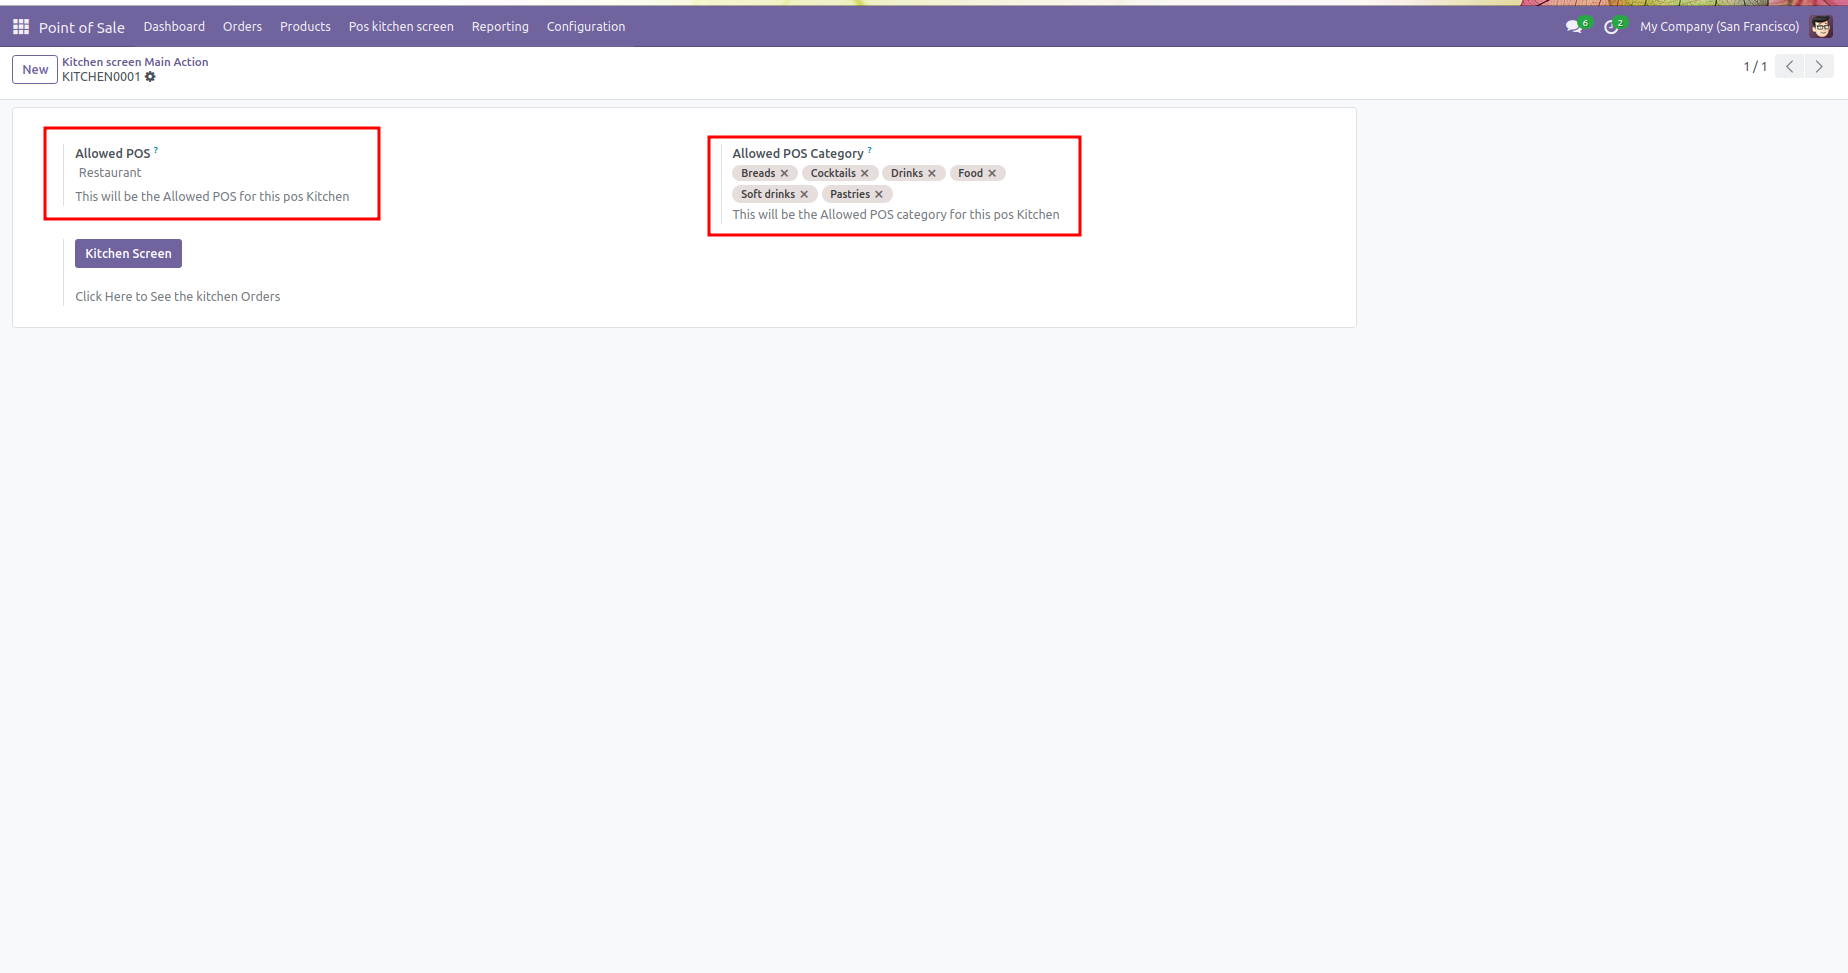 Point of Sale Dashboard Orders Products Pos kitchen screen Reporting Configuration 6 2 My Company (San Francisco)
New Kitchen screen Main Action
KITCHEN0001 1 / 1
Allowed POS ?
Restaurant
This will be the Allowed POS for this pos Kitchen
Allowed POS Category ?
Breads × Cocktails × Drinks × Food ×
Soft drinks × Pastries ×
This will be the Allowed POS category for this pos Kitchen
Kitchen Screen
Click Here to See the kitchen Orders